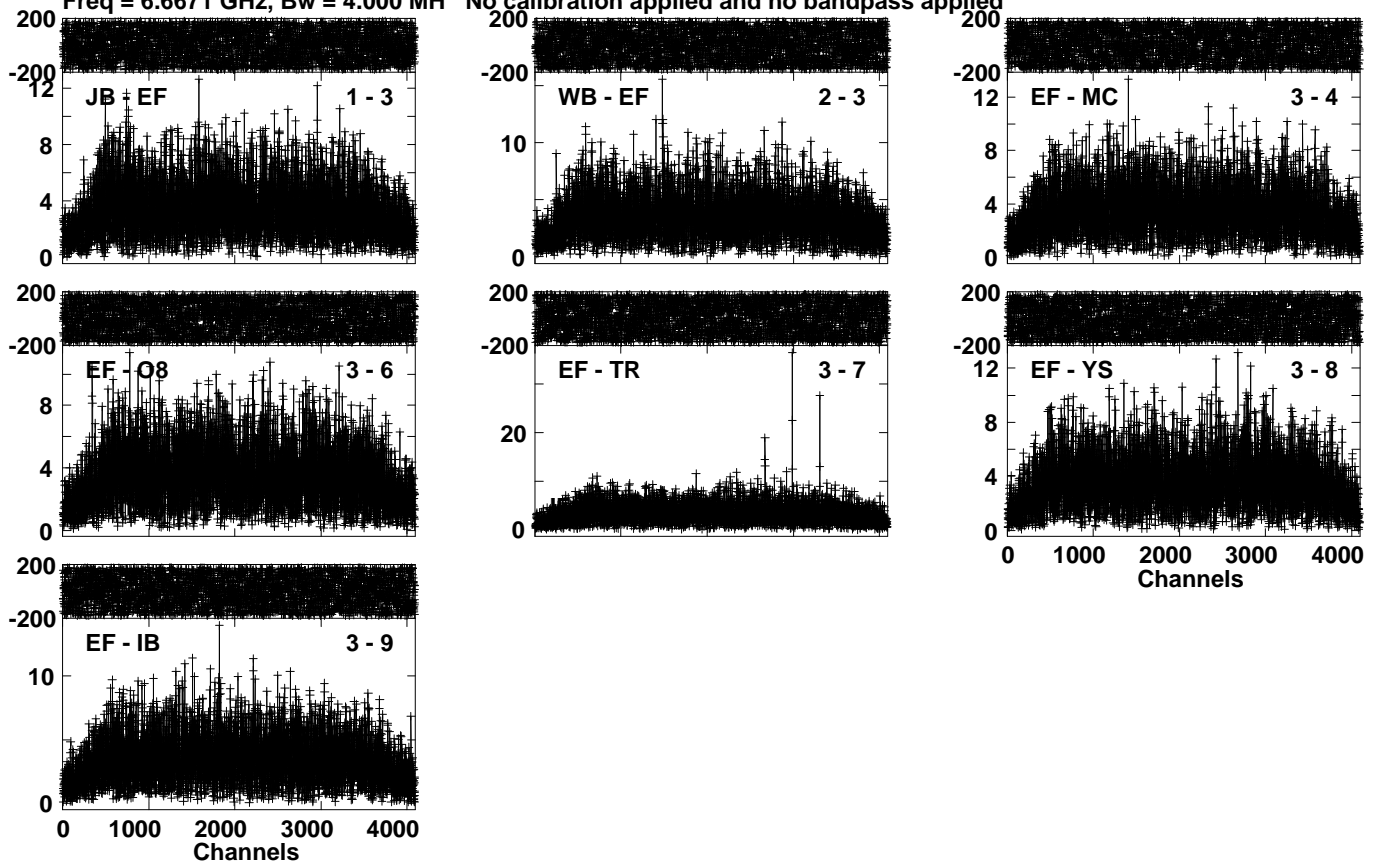 Freq = 6.6671 GHz, Bw = 4.000 MH No calibration applied and no bandpass applied
200 200 200
-200 -200 -200
12 JB - EF 1 - 3 WB - EF 2 - 3 12 EF - MC 3 - 4
8 10 8
4 4
0 0 0
200 200 200
-200 -200 -200
EF - O8 3 - 6 EF - TR 3 - 7 12 EF - YS 3 - 8
8 20 8
4 4
0 0 0
0 1000 2000 3000 4000
Channels
200
-200
EF - IB 3 - 9
10
0
0 1000 2000 3000 4000
Channels